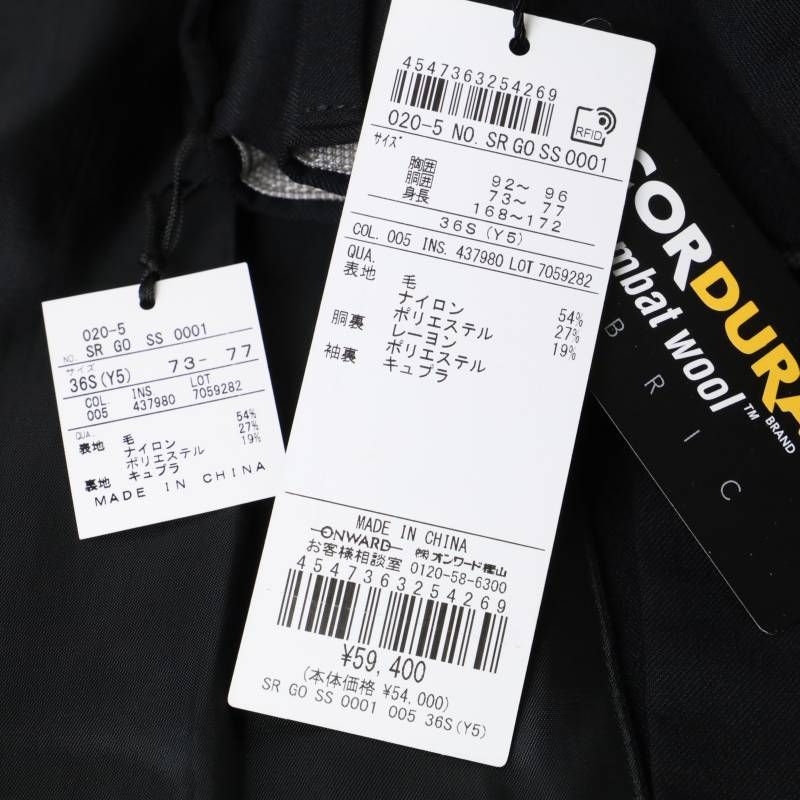 4547363254269
RFID
020-5 NO. SR GO SS 0001
サイズ
胸囲 92～ 96
胴囲 73～ 77
身長 168～172
36S (Y5)
COL. 005 INS. 437980 LOT 7059282
QUA.
表地 毛 54%
ナイロン 27%
ポリエステル 19%
胴裏 レーヨン
ポリエステル
袖裏 キュプラ
MADE IN CHINA
ONWARD ㈱オンワード樫山
お客様相談室 0120-58-6300
4547363254269
¥59,400
(本体価格 ¥54,000)
SR GO SS 0001 005 36S(Y5)
020-5
NO. SR GO SS 0001
サイズ
36S(Y5) 73- 77
COL. INS LOT
005 437980 7059282
QUA.
表地 毛 54%
ナイロン 27%
ポリエステル 19%
裏地 キュプラ
MADE IN CHINA
CORDURA
BRAND
mbat wool™
BRIC